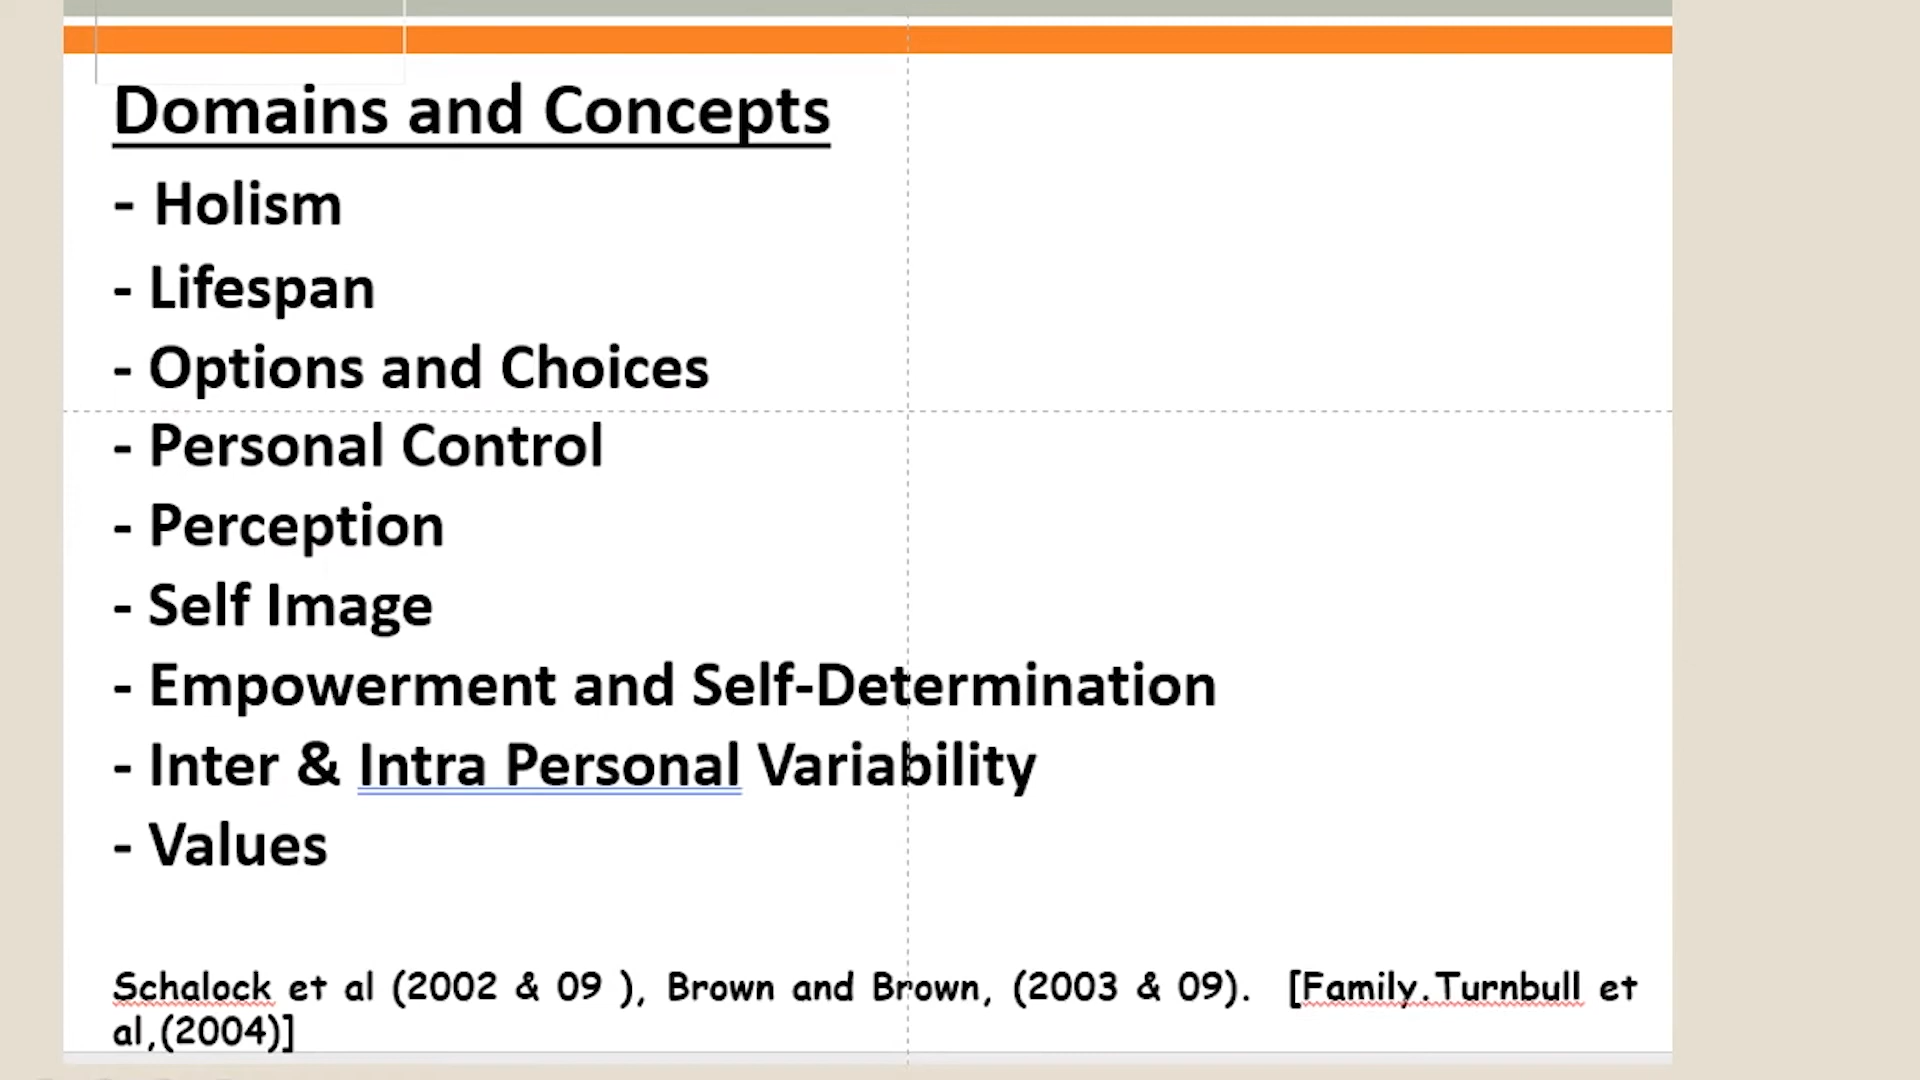 Domains and Concepts
- Holism
- Lifespan
- Options and Choices
- Personal Control
- Perception
- Self Image
- Empowerment and Self-Determination
- Inter & Intra Personal Variability
- Values
Schalock et al (2002 & 09 ), Brown and Brown, (2003 & 09). [Family.Turnbull et
al,(2004)]